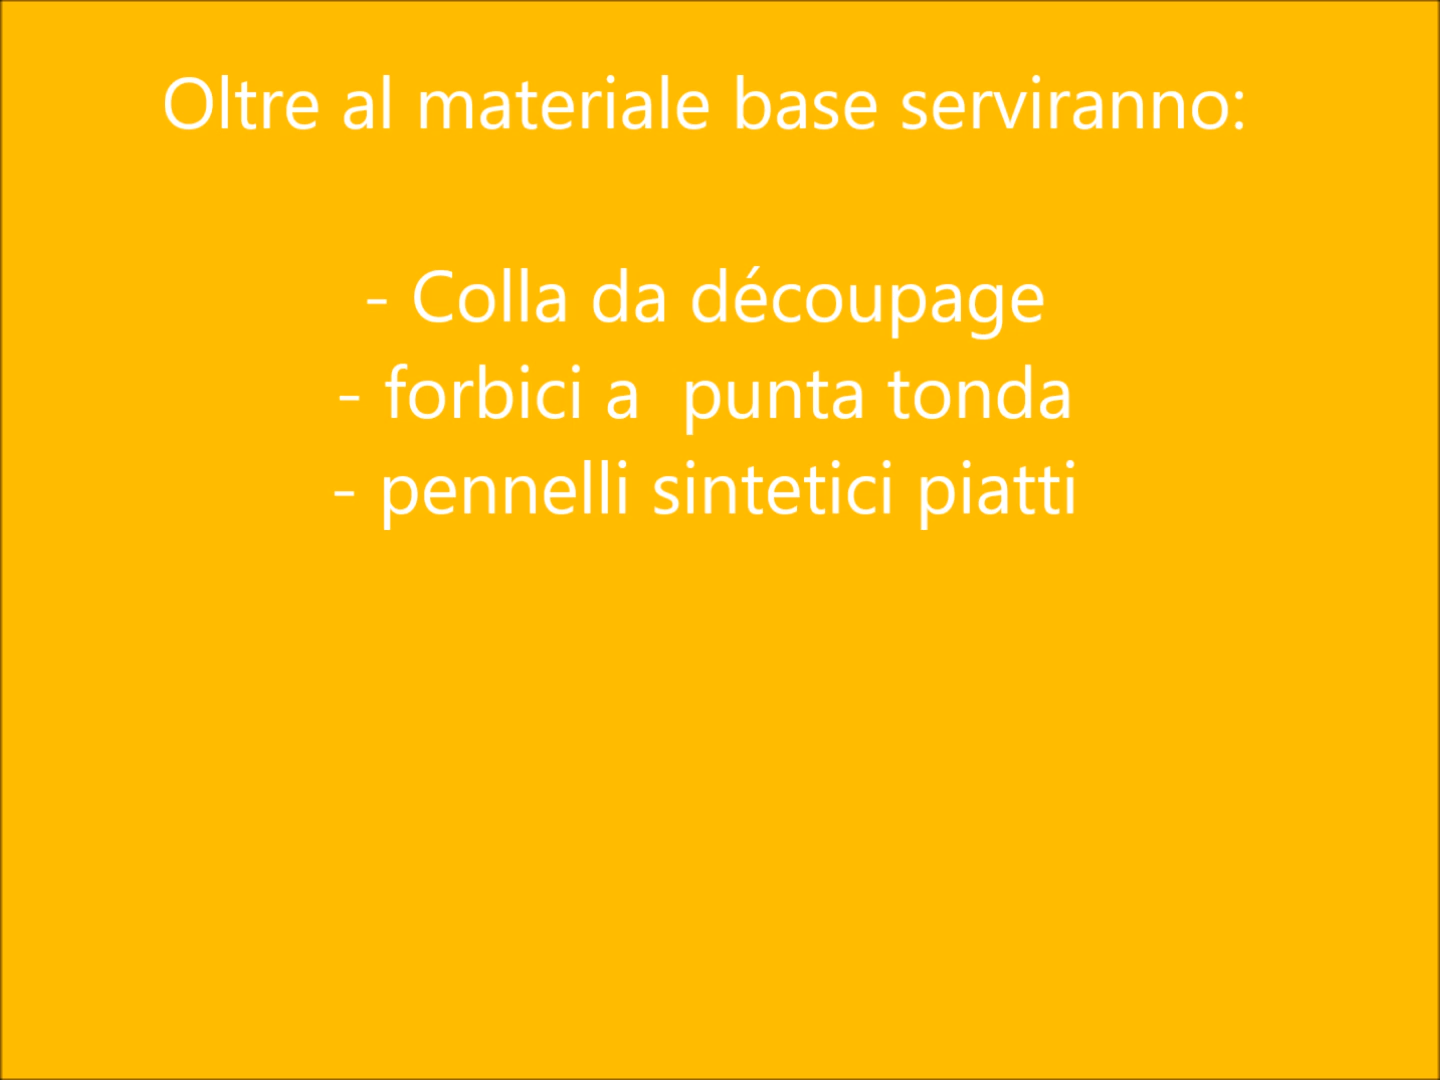 Oltre al materiale base serviranno:
- Colla da découpage
- forbici a  punta tonda
- pennelli sintetici piatti